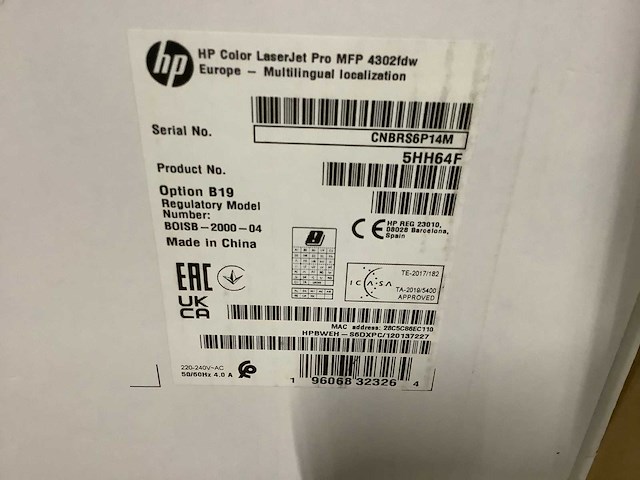 hp
HP Color LaserJet Pro MFP 4302fdw
Europe – Multilingual localization
Serial No.
CNBRS6P14M
5HH64F
Product No.
Option B19
Regulatory Model
Number:
BOISB-2000-04
Made in China
CE
HP REG 23010,
08028 Barcelona,
Spain
EAC
UK
CA
ICASA
TE-2017/182
TA-2019/5400
APPROVED
MAC address: 28C5C86EC110
HPBWEH-S6DXPC/120137227
220-240V~AC
50/60Hz 4.0 A
1 96068 32326 4